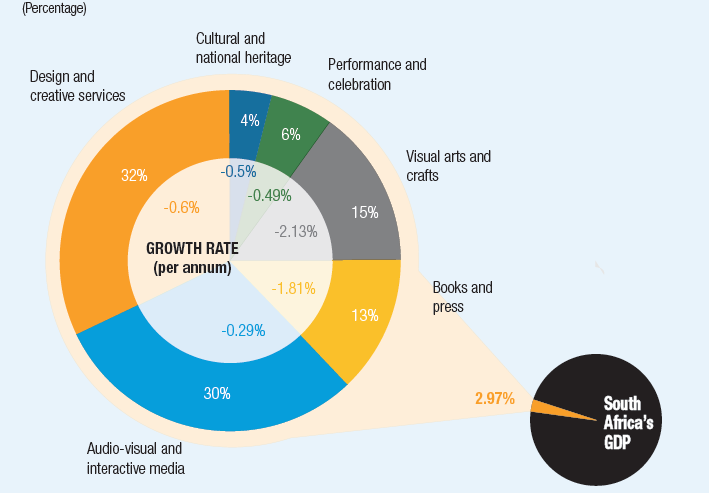 (Percentage)
Cultural and
national heritage
Performance and
celebration
Design and
creative services
4%
6%
32%
-0.5%
-0.49%
Visual arts and
crafts
15%
-0.6%
-2.13%
GROWTH RATE
(per annum)
-1.81%
Books and
press
13%
-0.29%
30%
2.97%
South
Africa's
GDP
Audio-visual and
interactive media